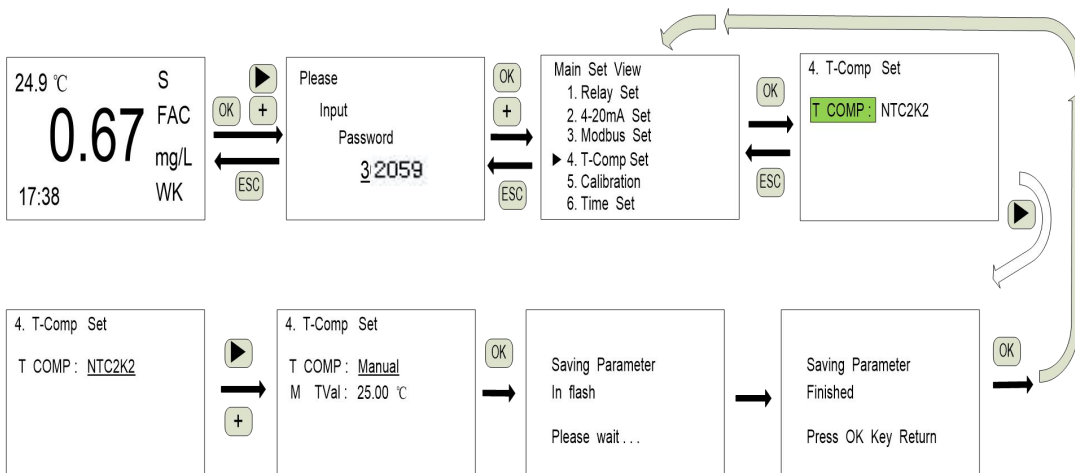 24.9 ℃ S
0.67 FAC
mg/L
17:38 WK
OK +
ESC
Please
Input
Password
32059
OK
+
ESC
Main Set View
1. Relay Set
2. 4-20mA Set
3. Modbus Set
4. T-Comp Set
5. Calibration
6. Time Set
OK
ESC
4. T-Comp Set
T COMP : NTC2K2
4. T-Comp Set
T COMP : NTC2K2
+
4. T-Comp Set
T COMP : Manual
M TVal : 25.00 ℃
OK
Saving Parameter
In flash
Please wait . . .
Saving Parameter
Finished
Press OK Key Return
OK